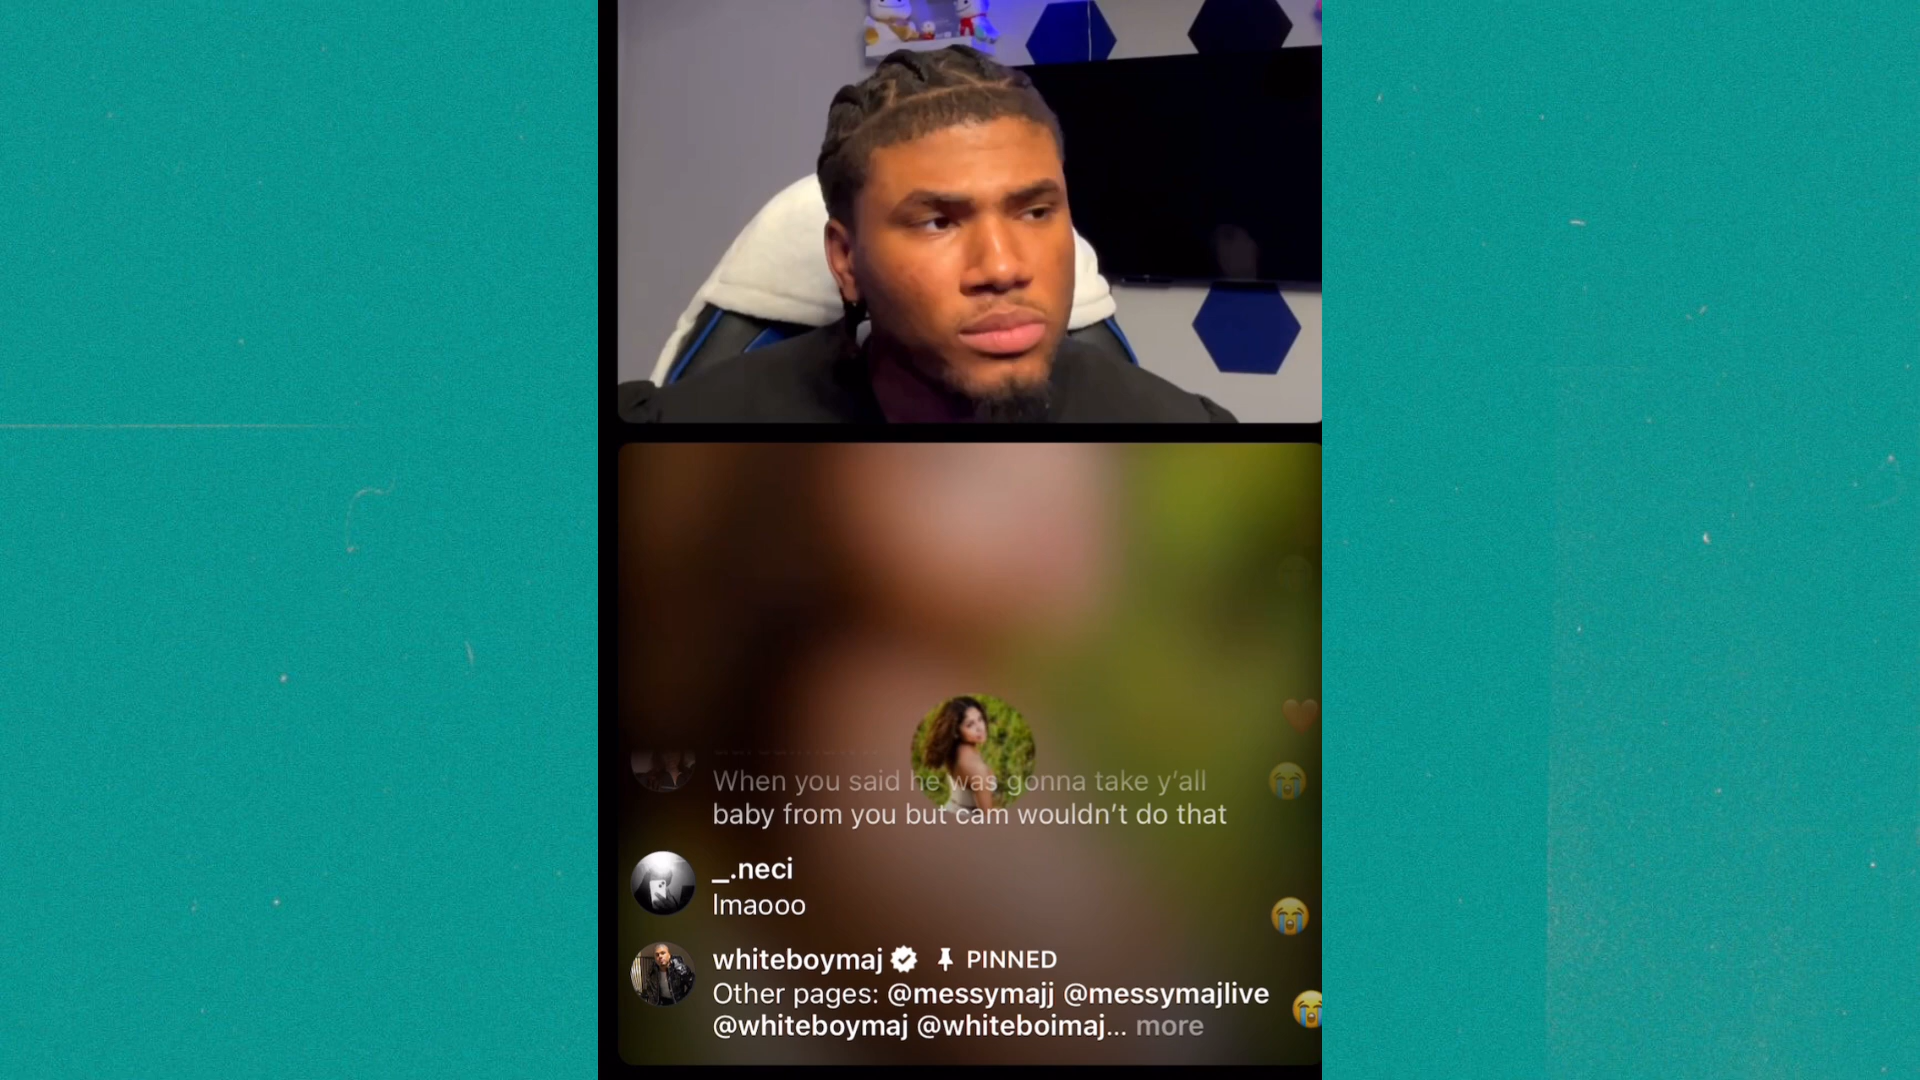 When you said he was gonna take y'all
baby from you but cam wouldn't do that
_.neci
lmaooo
whiteboymaj PINNED
Other pages: @messymajj @messymajlive
@whiteboymaj @whiteboimaj... more